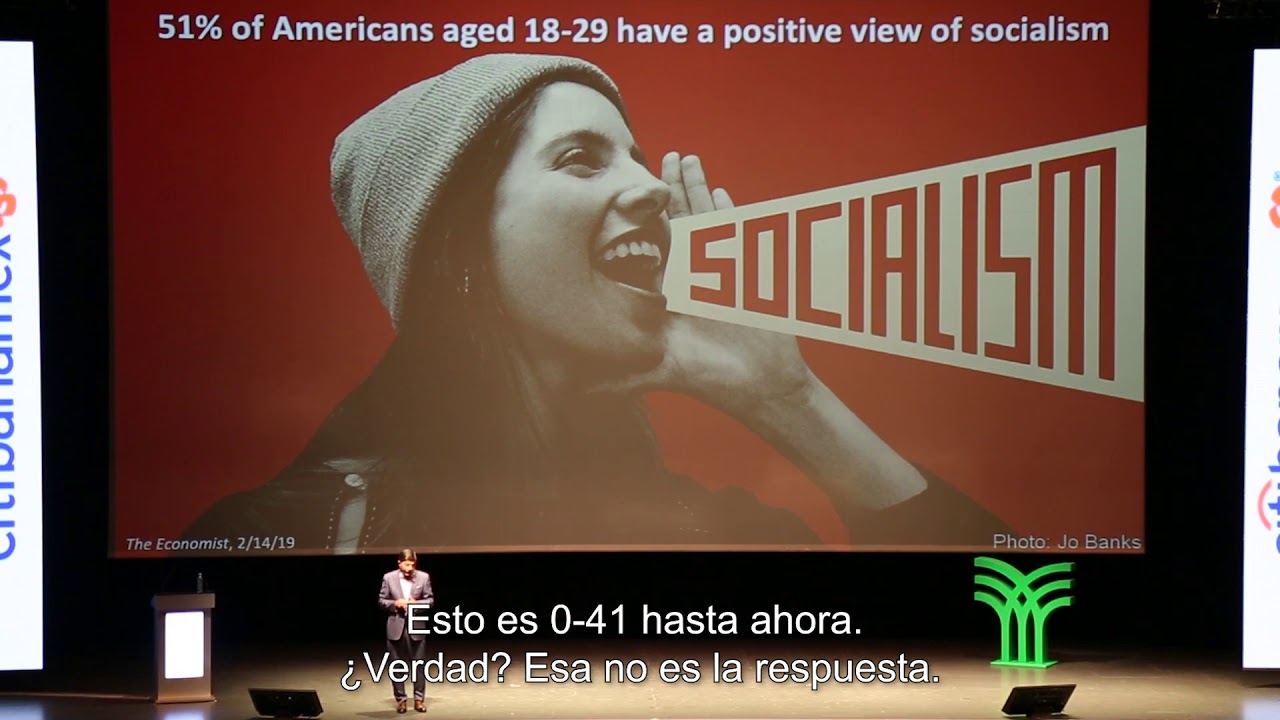 51% of Americans aged 18-29 have a positive view of socialism
SOCIALISM
The Economist, 2/14/19
Photo: Jo Banks
citibanamex
Esto es 0-41 hasta ahora.
¿Verdad? Esa no es la respuesta.